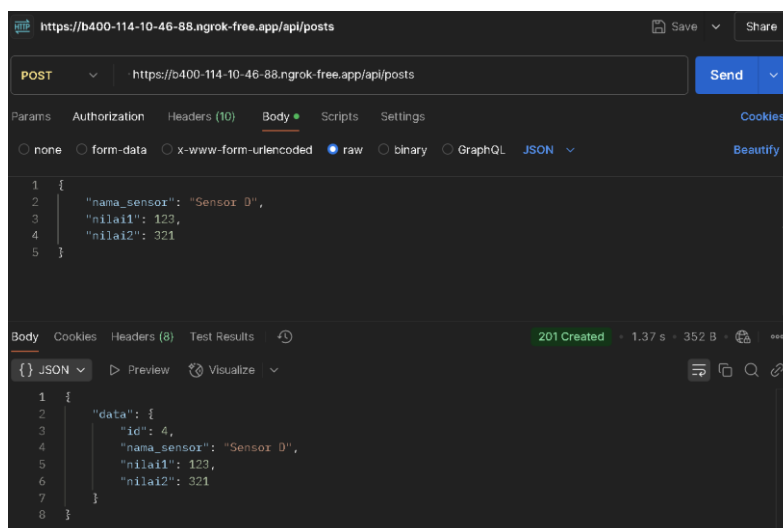 HTTP https://b400-114-10-46-88.ngrok-free.app/api/posts Save Share
POST https://b400-114-10-46-88.ngrok-free.app/api/posts Send
Params Authorization Headers (10) Body Scripts Settings Cookies
none form-data x-www-form-urlencoded raw binary GraphQL JSON Beautify
1 {
2 "nama_sensor": "Sensor D",
3 "nilai1": 123,
4 "nilai2": 321
5 }
Body Cookies Headers (8) Test Results 201 Created 1.37 s 352 B
{} JSON Preview Visualize
1 {
2 "data": {
3 "id": 4,
4 "nama_sensor": "Sensor D",
5 "nilai1": 123,
6 "nilai2": 321
7 }
8 }